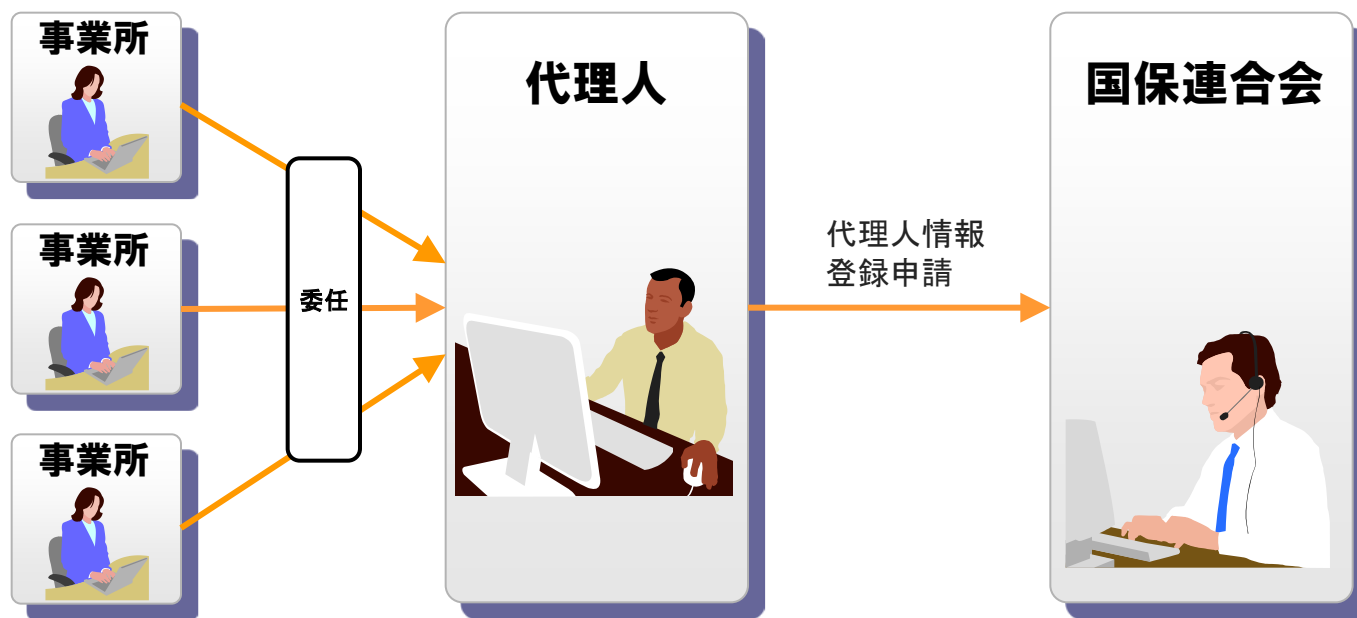 事業所
事業所
事業所
委任
代理人
代理人情報
登録申請
国保連合会